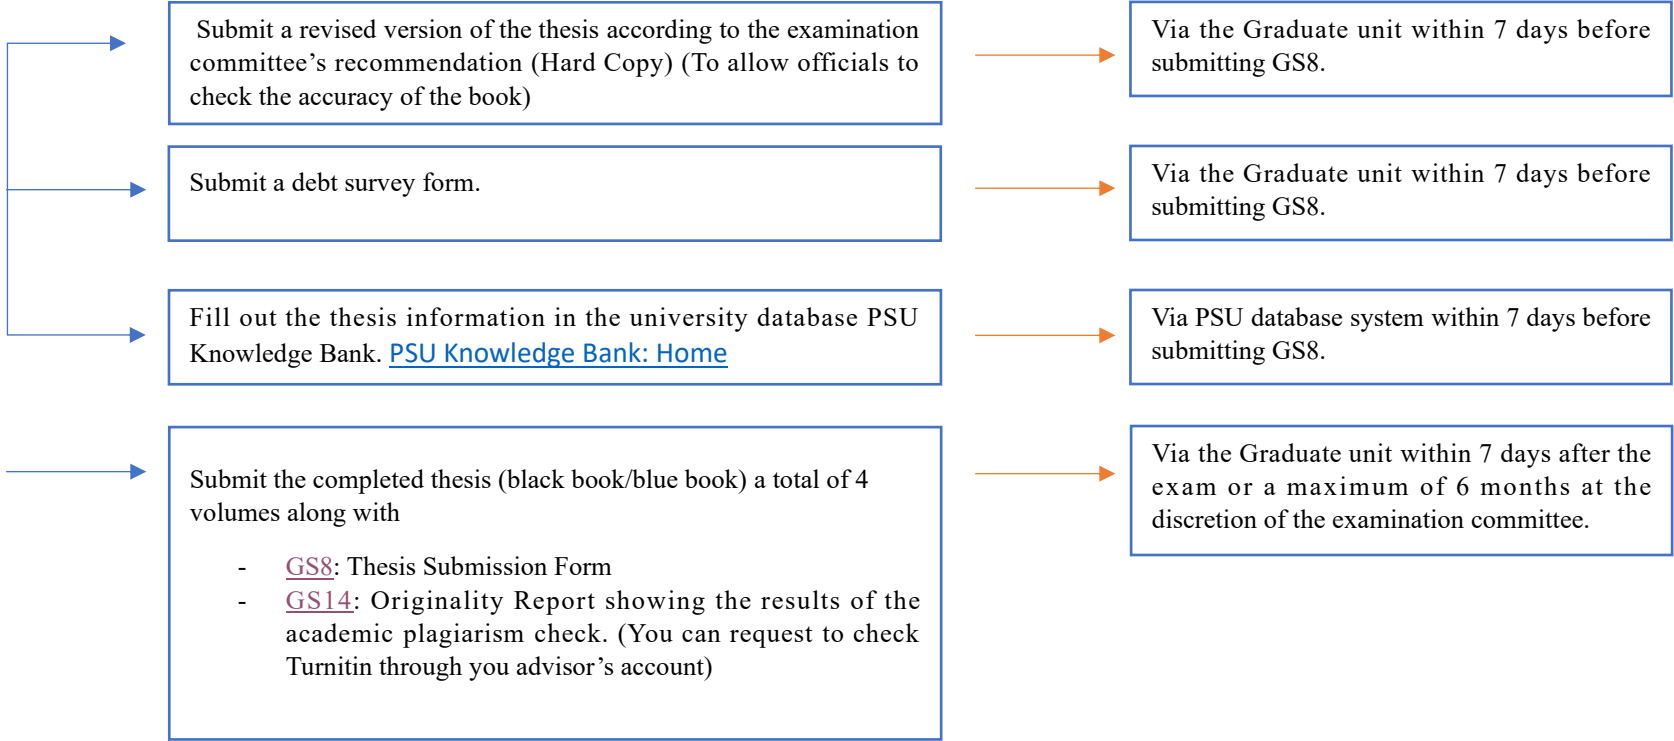 Submit a revised version of the thesis according to the examination
committee’s recommendation (Hard Copy) (To allow officials to
check the accuracy of the book)
Via the Graduate unit within 7 days before
submitting GS8.
Submit a debt survey form.
Via the Graduate unit within 7 days before
submitting GS8.
Fill out the thesis information in the university database PSU
Knowledge Bank. PSU Knowledge Bank: Home
Via PSU database system within 7 days before
submitting GS8.
Submit the completed thesis (black book/blue book) a total of 4
volumes along with
- GS8: Thesis Submission Form
- GS14: Originality Report showing the results of the
academic plagiarism check. (You can request to check
Turnitin through you advisor’s account)
Via the Graduate unit within 7 days after the
exam or a maximum of 6 months at the
discretion of the examination committee.